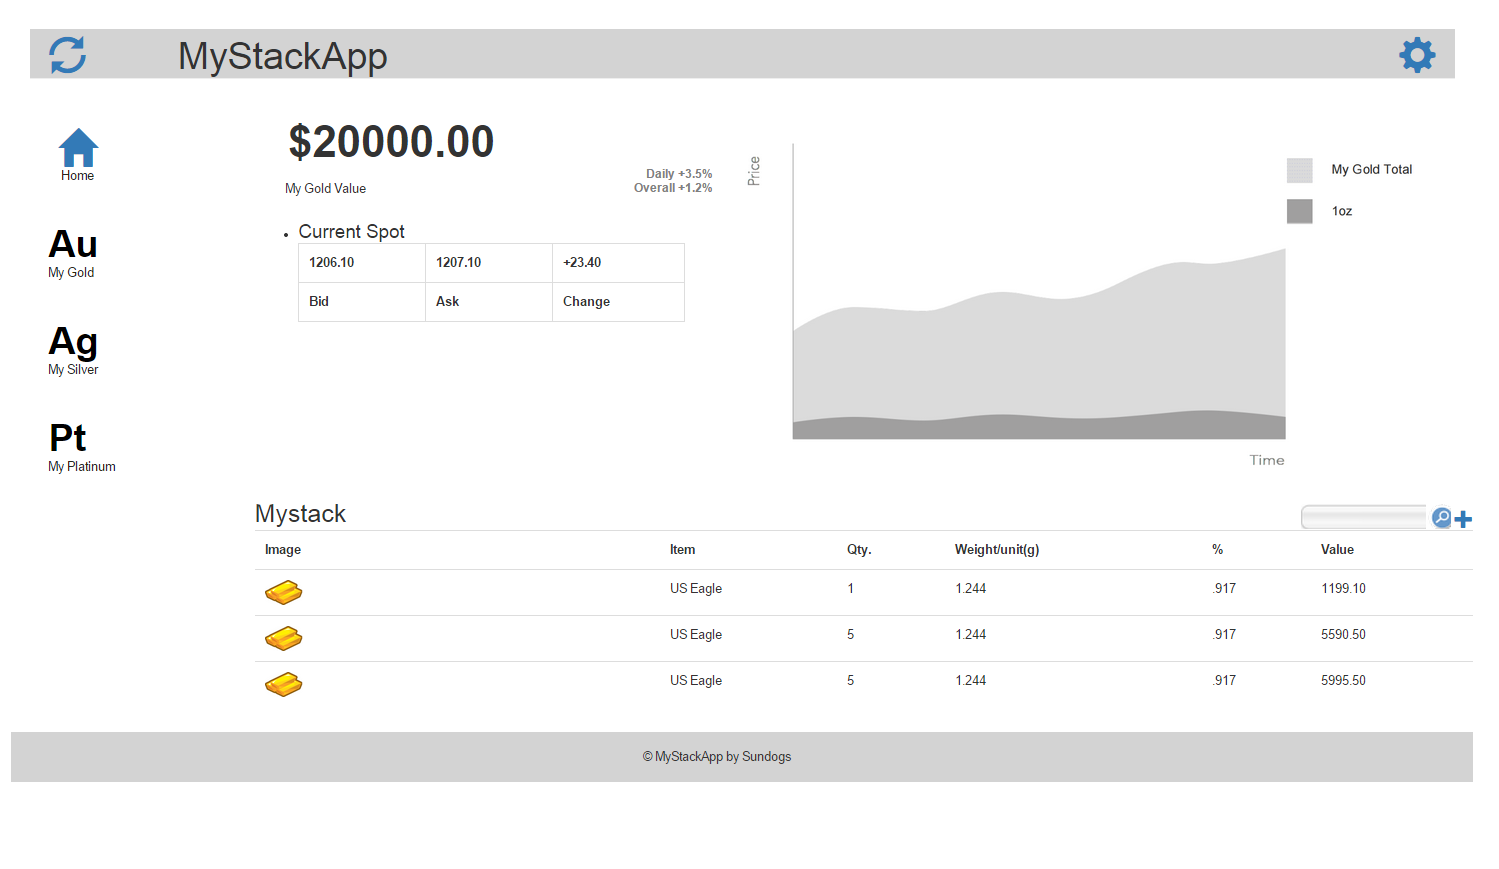 MyStackApp
Home
Au
My Gold
Ag
My Silver
Pt
My Platinum
$20000.00
My Gold Value
Daily +3.5%
Overall +1.2%
Current Spot
1206.10 1207.10 +23.40
Bid Ask Change
Price
My Gold Total
1oz
Time
Mystack
Image Item Qty. Weight/unit(g) % Value
US Eagle 1 1.244 .917 1199.10
US Eagle 5 1.244 .917 5590.50
US Eagle 5 1.244 .917 5995.50
© MyStackApp by Sundogs